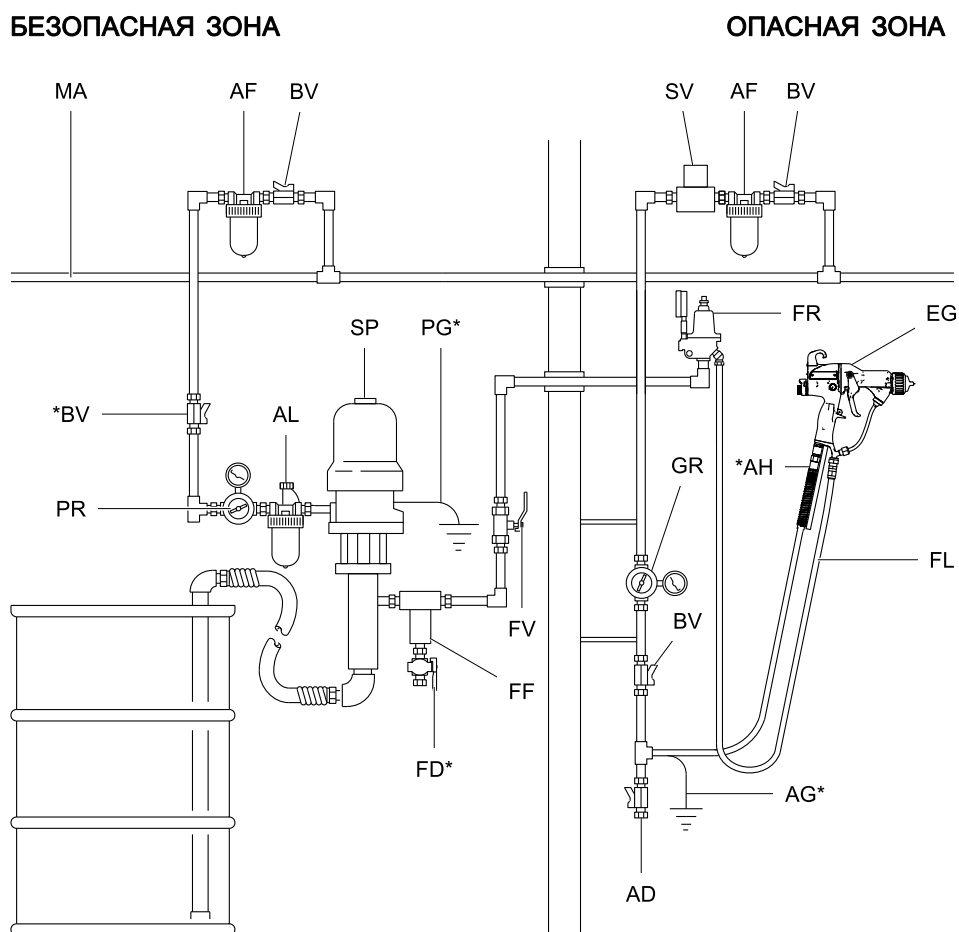 БЕЗОПАСНАЯ ЗОНА
ОПАСНАЯ ЗОНА
MA
AF
BV
SV
AF
BV
SP
PG*
FR
EG
*BV
AL
*AH
GR
PR
FL
BV
FV
FF
FD*
AG*
AD